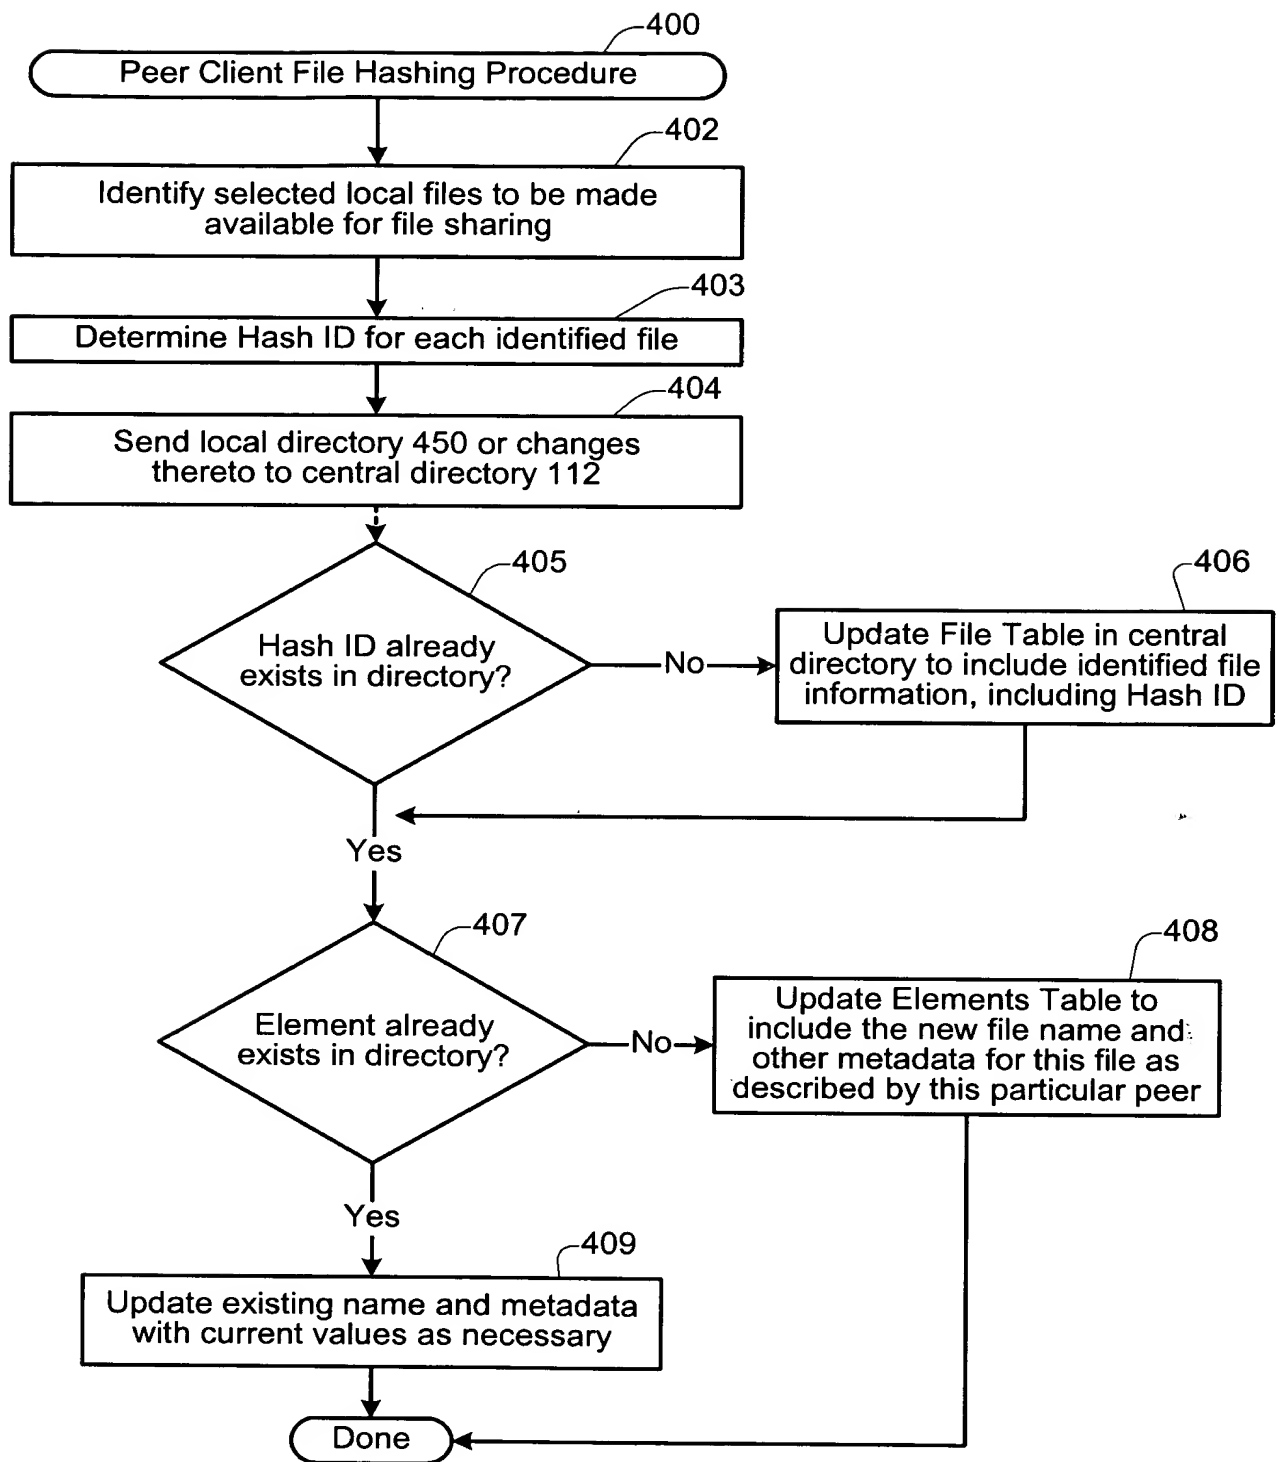 400
Peer Client File Hashing Procedure
402
Identify selected local files to be made
available for file sharing
403
Determine Hash ID for each identified file
404
Send local directory 450 or changes
thereto to central directory 112
405
Hash ID already
exists in directory?
No
406
Update File Table in central
directory to include identified file
information, including Hash ID
Yes
407
Element already
exists in directory?
No
408
Update Elements Table to
include the new file name and
other metadata for this file as
described by this particular peer
Yes
409
Update existing name and metadata
with current values as necessary
Done